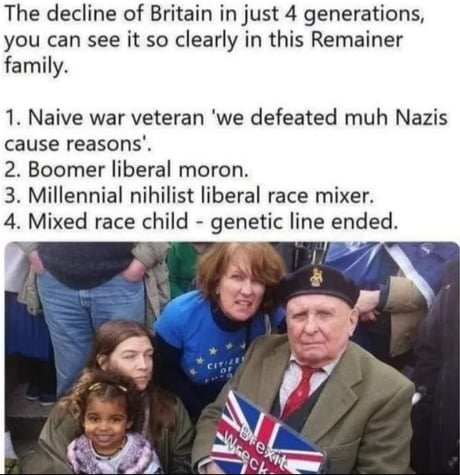 The decline of Britain in just 4 generations,
you can see it so clearly in this Remainer
family.
1. Naive war veteran 'we defeated muh Nazis
cause reasons'.
2. Boomer liberal moron.
3. Millennial nihilist liberal race mixer.
4. Mixed race child - genetic line ended.
CITIZEN
OF
Brexit
Wreck